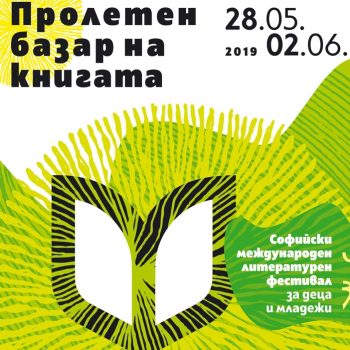 Пролетен
базар на
книгата
28.05.
2019 02.06.
Софийски
международен
литературен
фестивал
за деца
и младежи